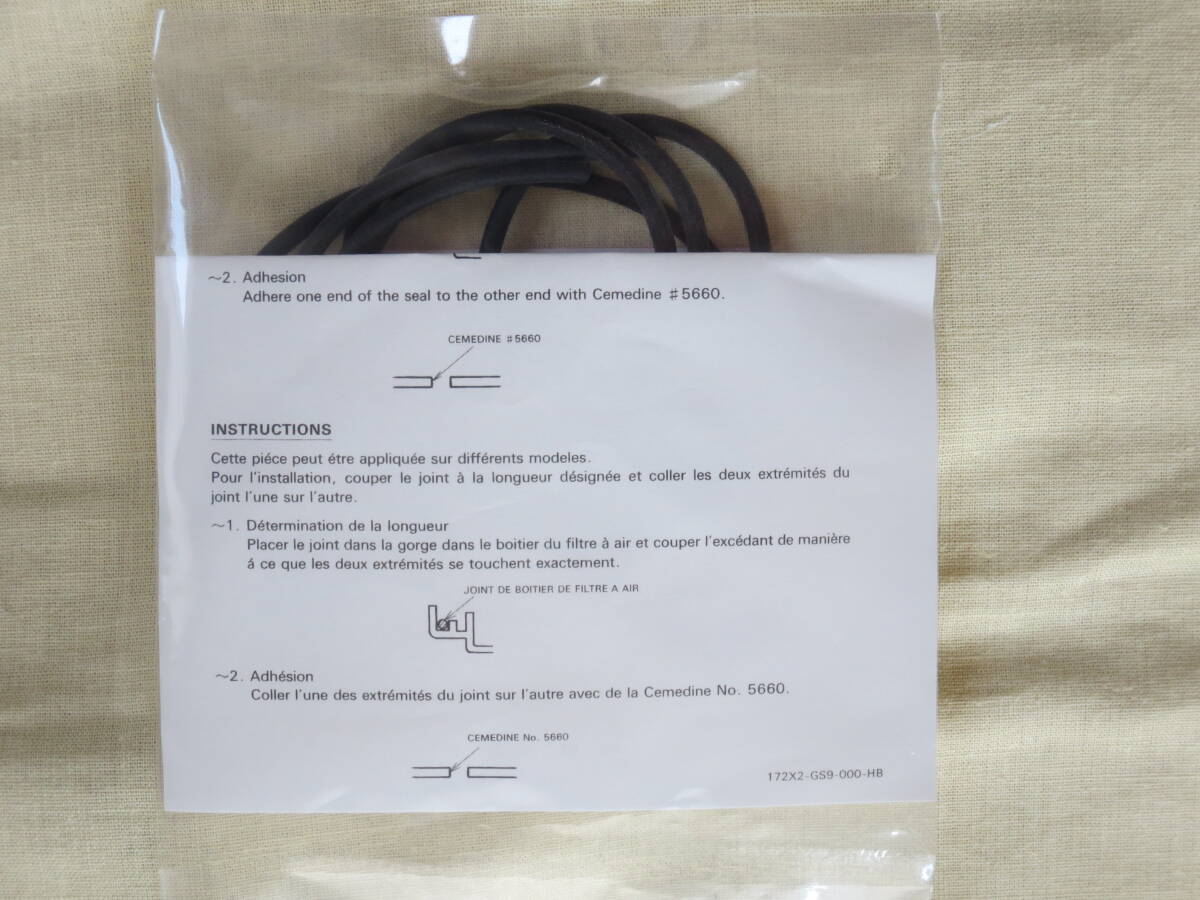 ~2. Adhesion
Adhere one end of the seal to the other end with Cemedine #5660.
CEMEDINE #5660
INSTRUCTIONS
Cette piéce peut étre appliquée sur différents modeles.
Pour l'installation, couper le joint à la longueur désignée et coller les deux extrémités du
joint l'une sur l'autre.
~1. Détermination de la longueur
Placer le joint dans la gorge dans le boitier du filtre à air et couper l'excédant de manière
á ce que les deux extrémités se touchent exactement.
JOINT DE BOITIER DE FILTRE A AIR
~2. Adhésion
Coller l'une des extrémités du joint sur l'autre avec de la Cemedine No. 5660.
CEMEDINE No. 5660
172X2-GS9-000-HB